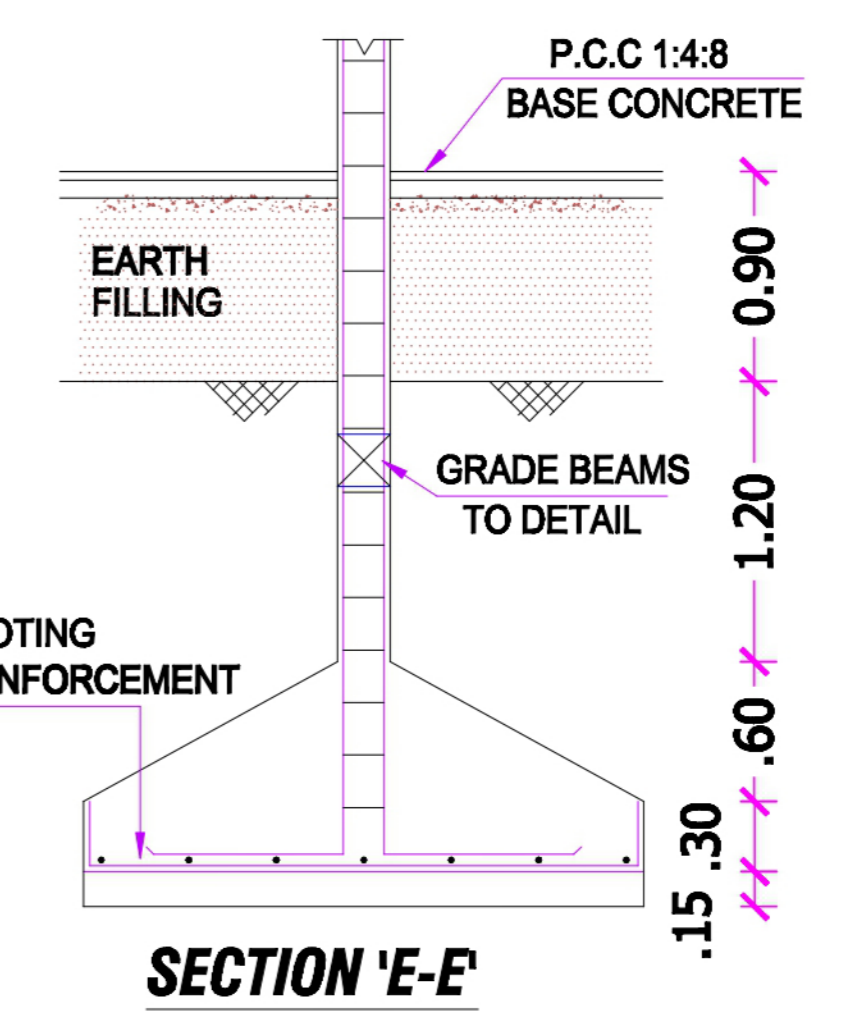 P.C.C 1:4:8
BASE CONCRETE
EARTH
FILLING
0.90
GRADE BEAMS
TO DETAIL
1.20
OTING
NFORCEMENT
.60
.30
.15
SECTION 'E-E'